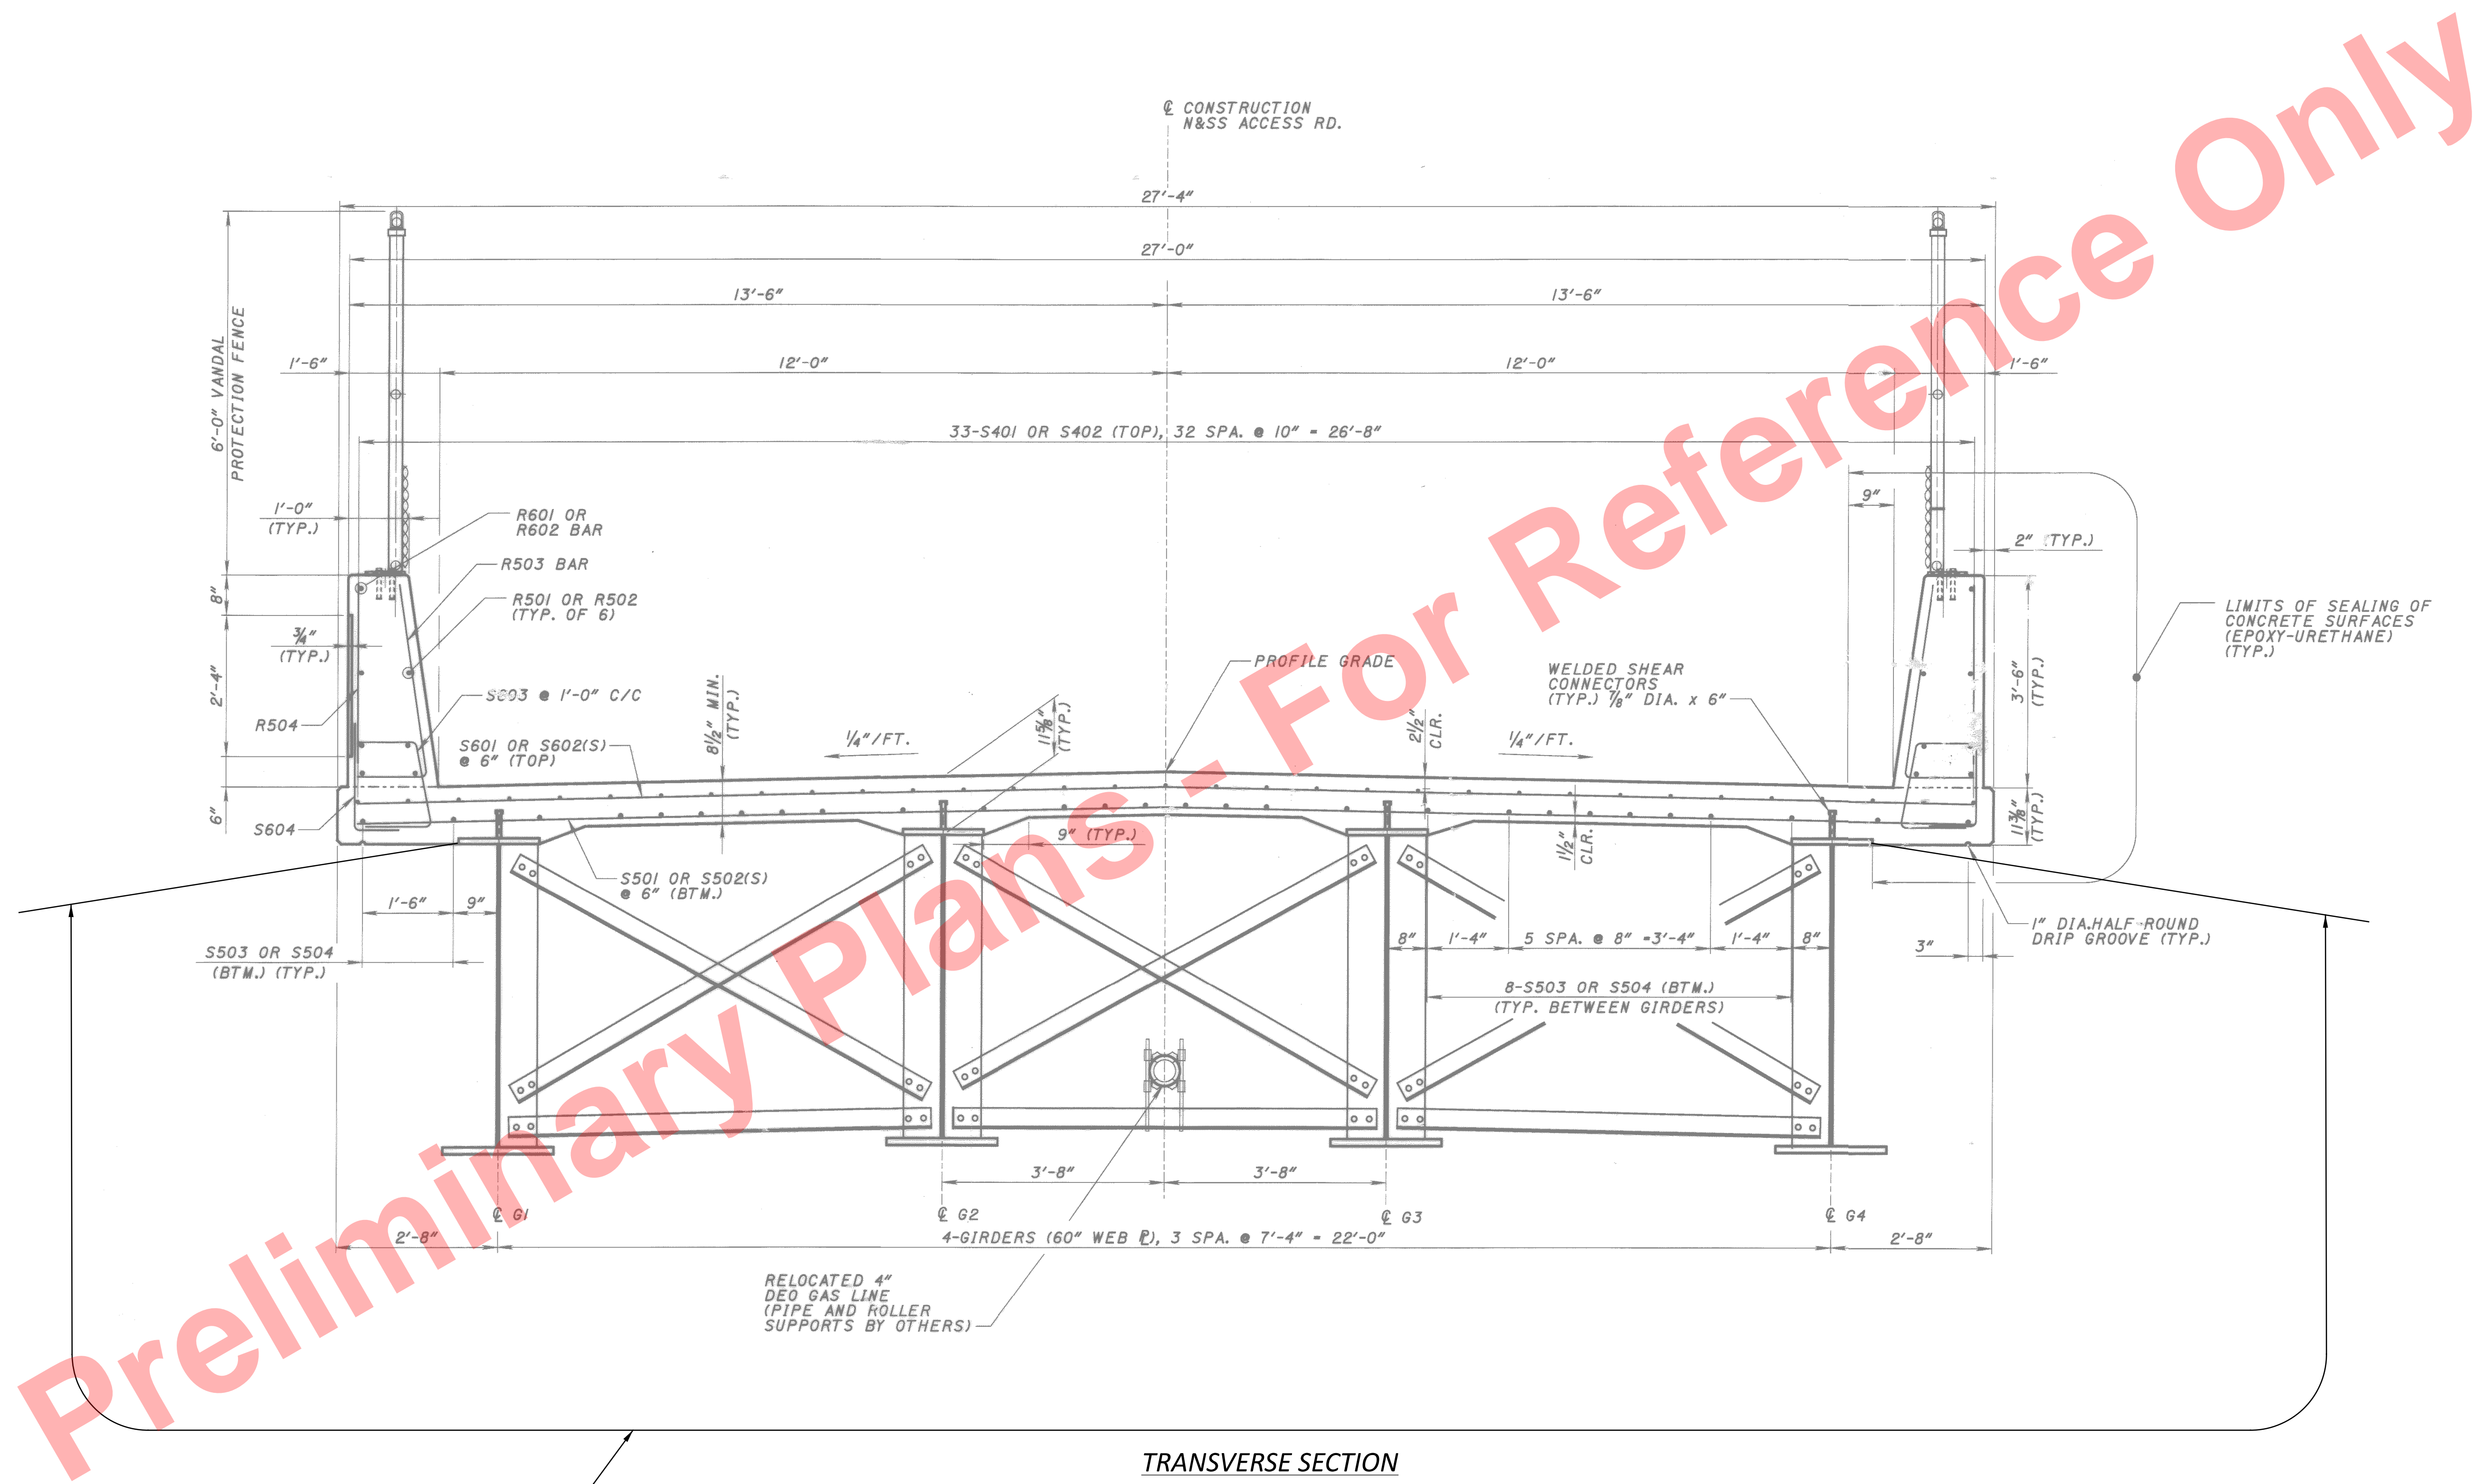 ℄ CONSTRUCTION
N&SS ACCESS RD.
27'-4"
27'-0"
13'-6"
13'-6"
1'-6"
12'-0"
12'-0"
1'-6"
6'-0" VANDAL
PROTECTION FENCE
33-S401 OR S402 (TOP), 32 SPA. @ 10" = 26'-8"
9"
1'-0"
(TYP.)
R601 OR
R602 BAR
2" (TYP.)
R503 BAR
8"
R501 OR R502
(TYP. OF 6)
LIMITS OF SEALING OF
CONCRETE SURFACES
(EPOXY-URETHANE)
(TYP.)
3/4"
(TYP.)
PROFILE GRADE
WELDED SHEAR
CONNECTORS
(TYP.) 7/8" DIA. x 6"
3'-6"
(TYP.)
2'-4"
S603 @ 1'-0" C/C
8 1/2" MIN.
(TYP.)
R504
11 5/8"
(TYP.)
2 1/2"
CLR.
S601 OR S602(S)
@ 6" (TOP)
1/4"/FT.
1/4"/FT.
6"
S604
11 3/8"
(TYP.)
9" (TYP.)
1 1/2"
CLR.
S501 OR S502(S)
@ 6" (BTM.)
1'-6"
9"
8"
1'-4"
5 SPA. @ 8" =3'-4"
1'-4"
8"
1" DIA.HALF-ROUND
DRIP GROOVE (TYP.)
3"
S503 OR S504
(BTM.) (TYP.)
8-S503 OR S504 (BTM.)
(TYP. BETWEEN GIRDERS)
3'-8"
3'-8"
℄ G1
℄ G2
℄ G3
℄ G4
2'-8"
4-GIRDERS (60" WEB ℙ), 3 SPA. @ 7'-4" = 22'-0"
2'-8"
RELOCATED 4"
DEO GAS LINE
(PIPE AND ROLLER
SUPPORTS BY OTHERS)
TRANSVERSE SECTION
Preliminary Plans - For Reference Only